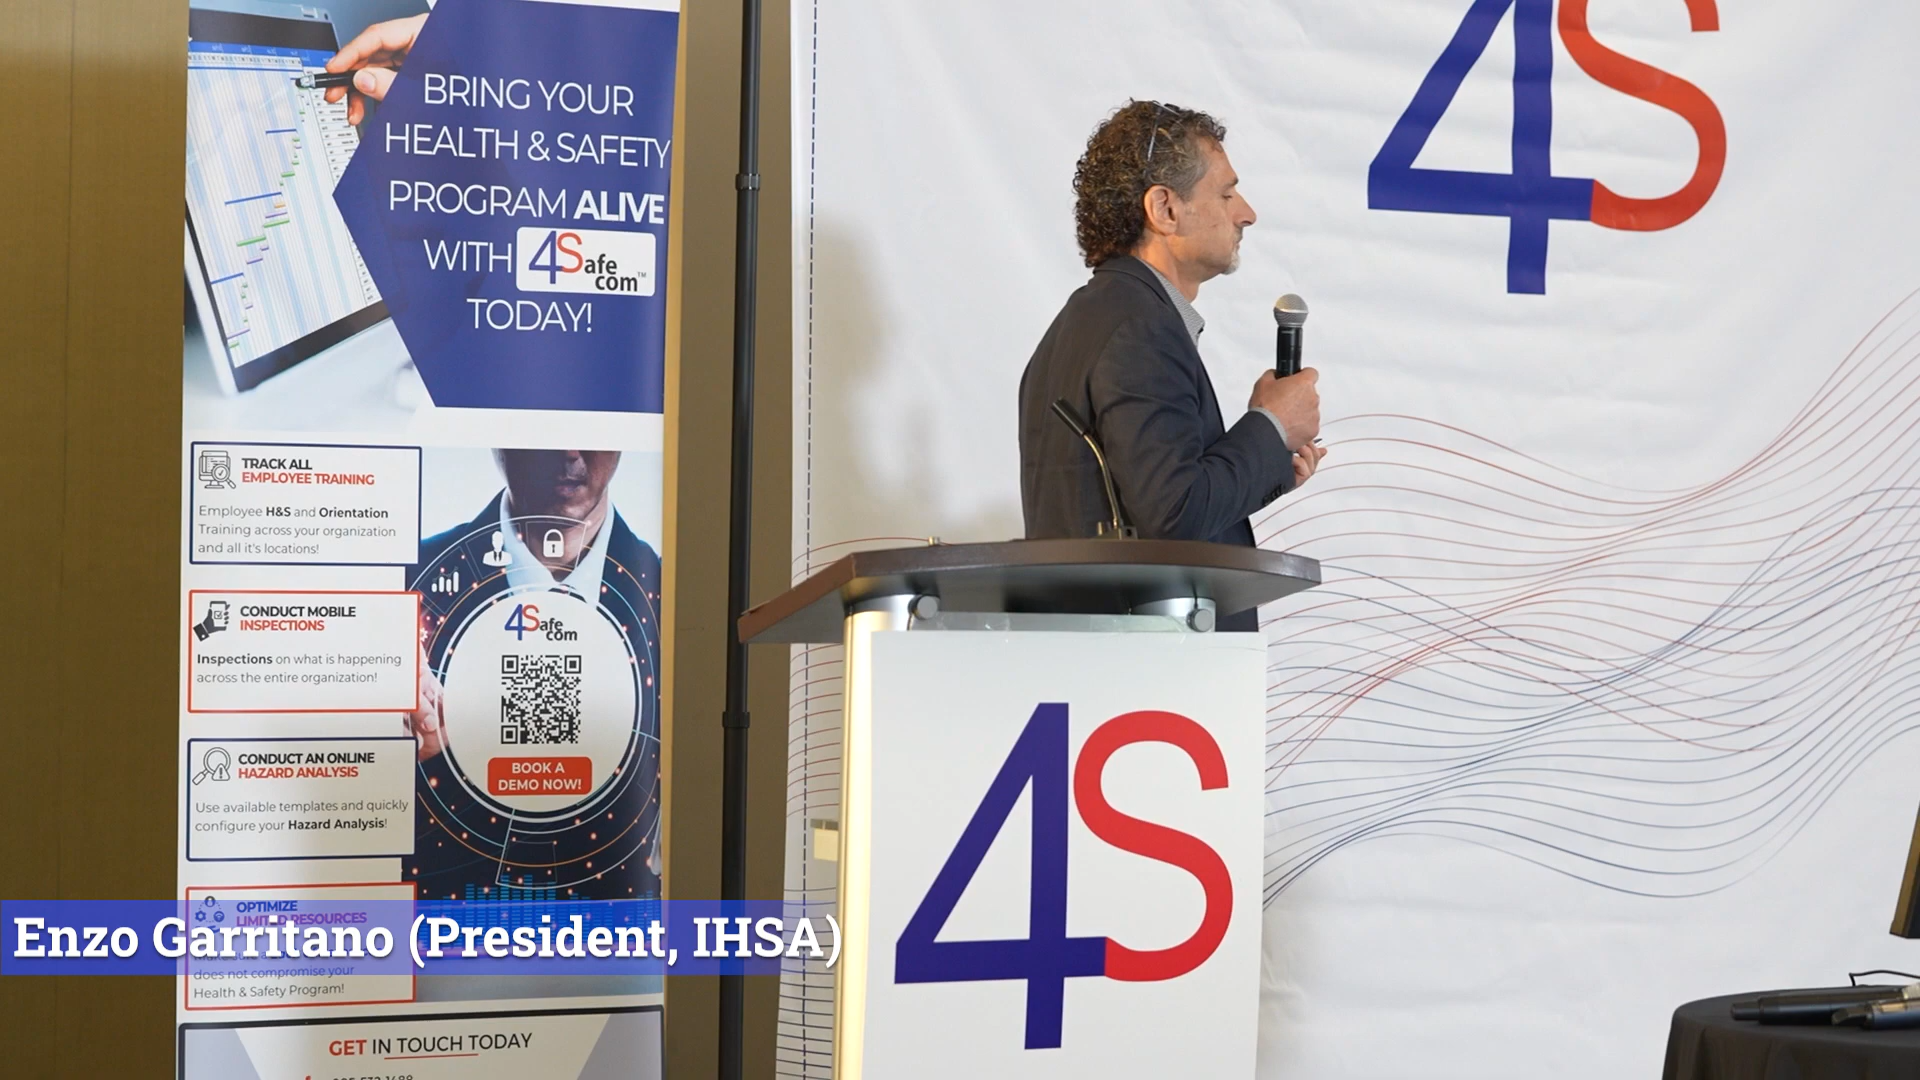 BRING YOUR
HEALTH & SAFETY
PROGRAM ALIVE
WITH 4Safe com™
TODAY!
TRACK ALL
EMPLOYEE TRAINING
Employee H&S and Orientation
Training across your organization
and all it's locations!
CONDUCT MOBILE
INSPECTIONS
Inspections on what is happening
across the entire organization!
CONDUCT AN ONLINE
HAZARD ANALYSIS
Use available templates and quickly
configure your Hazard Analysis!
OPTIMIZE
LIMITED RESOURCES
does not compromise your
Health & Safety Program!
4Safe
com
BOOK A
DEMO NOW!
GET IN TOUCH TODAY
Enzo Garritano (President, IHSA)
4S
4S